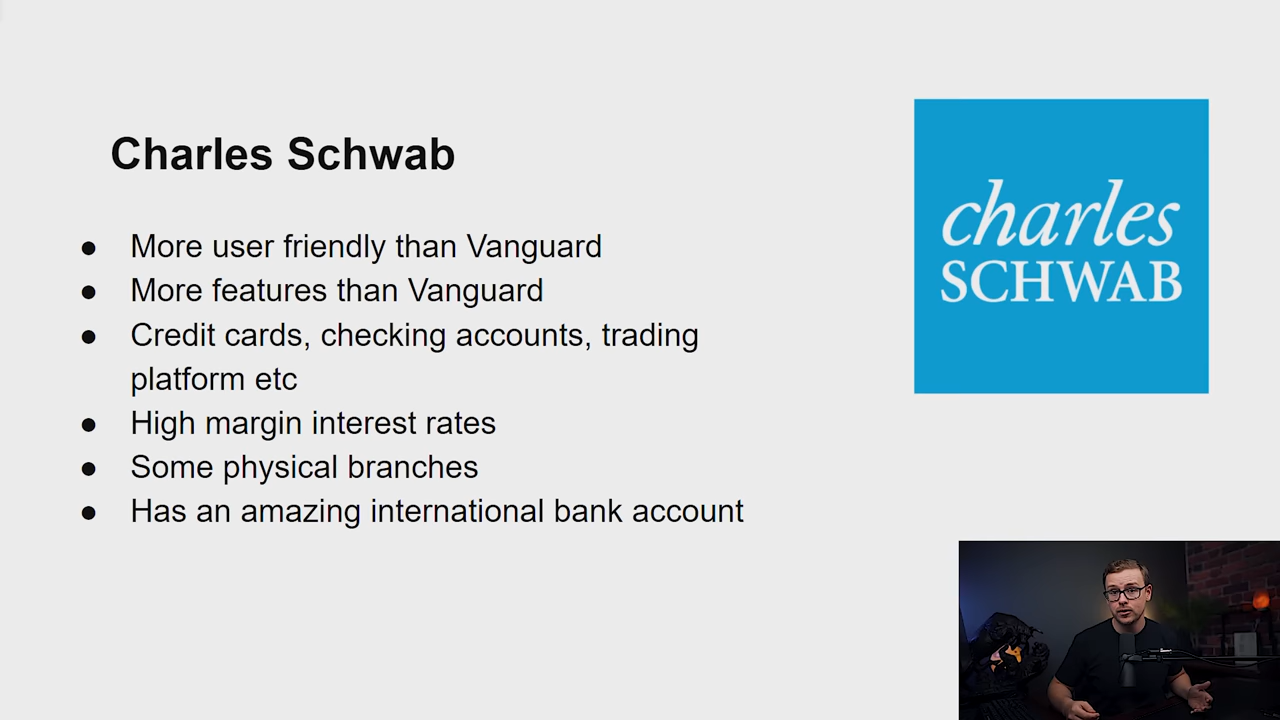 Charles Schwab
● More user friendly than Vanguard
● More features than Vanguard
● Credit cards, checking accounts, trading
platform etc
● High margin interest rates
● Some physical branches
● Has an amazing international bank account
charles
SCHWAB